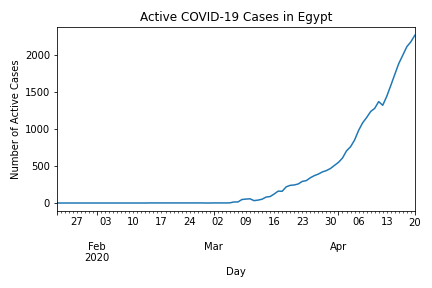 Active COVID-19 Cases in Egypt
Number of Active Cases
2000
1500
1000
500
0
27 03 10 17 24 02 09 16 23 30 06 13 20
Feb Mar Apr
2020
Day